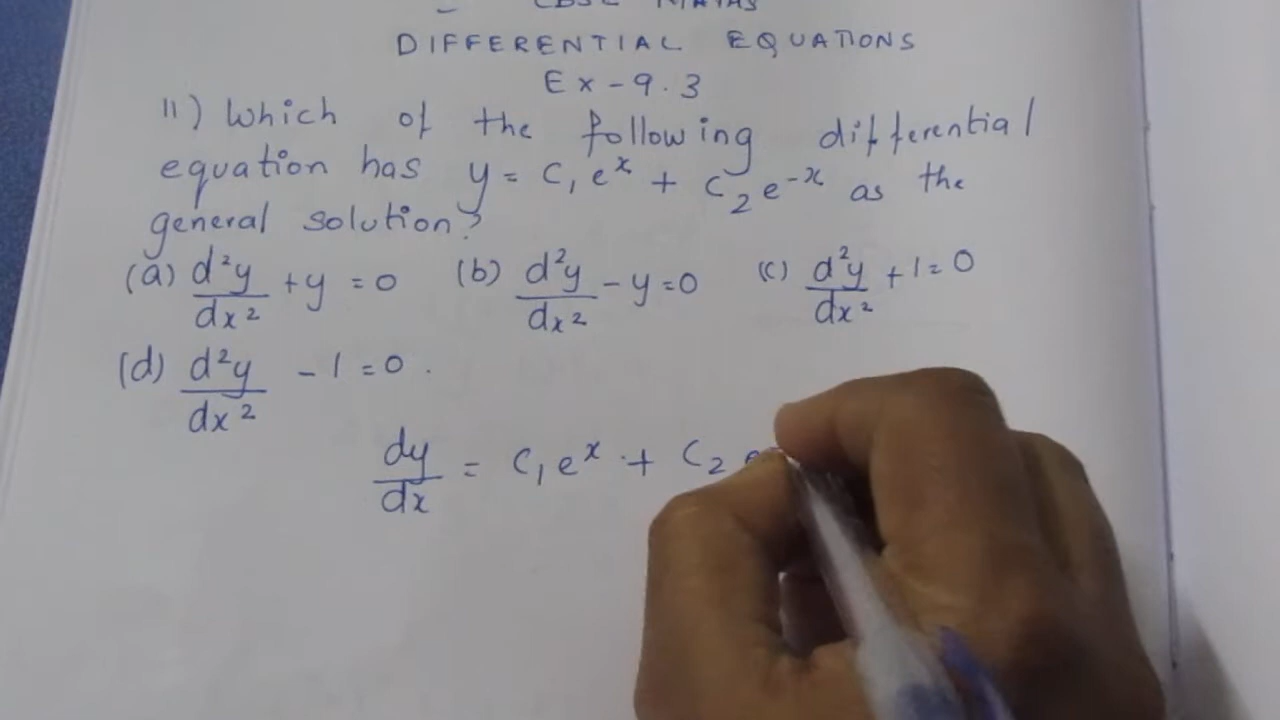 DIFFERENTIAL EQUATIONS
Ex-9.3
11) Which of the following differential
equation has y = C₁eˣ + C₂e⁻ˣ as the
general solution?
(a) d²y/dx² + y = 0 (b) d²y/dx² - y = 0 (c) d²y/dx² + 1 = 0
(d) d²y/dx² - 1 = 0.
dy/dx = C₁eˣ + C₂